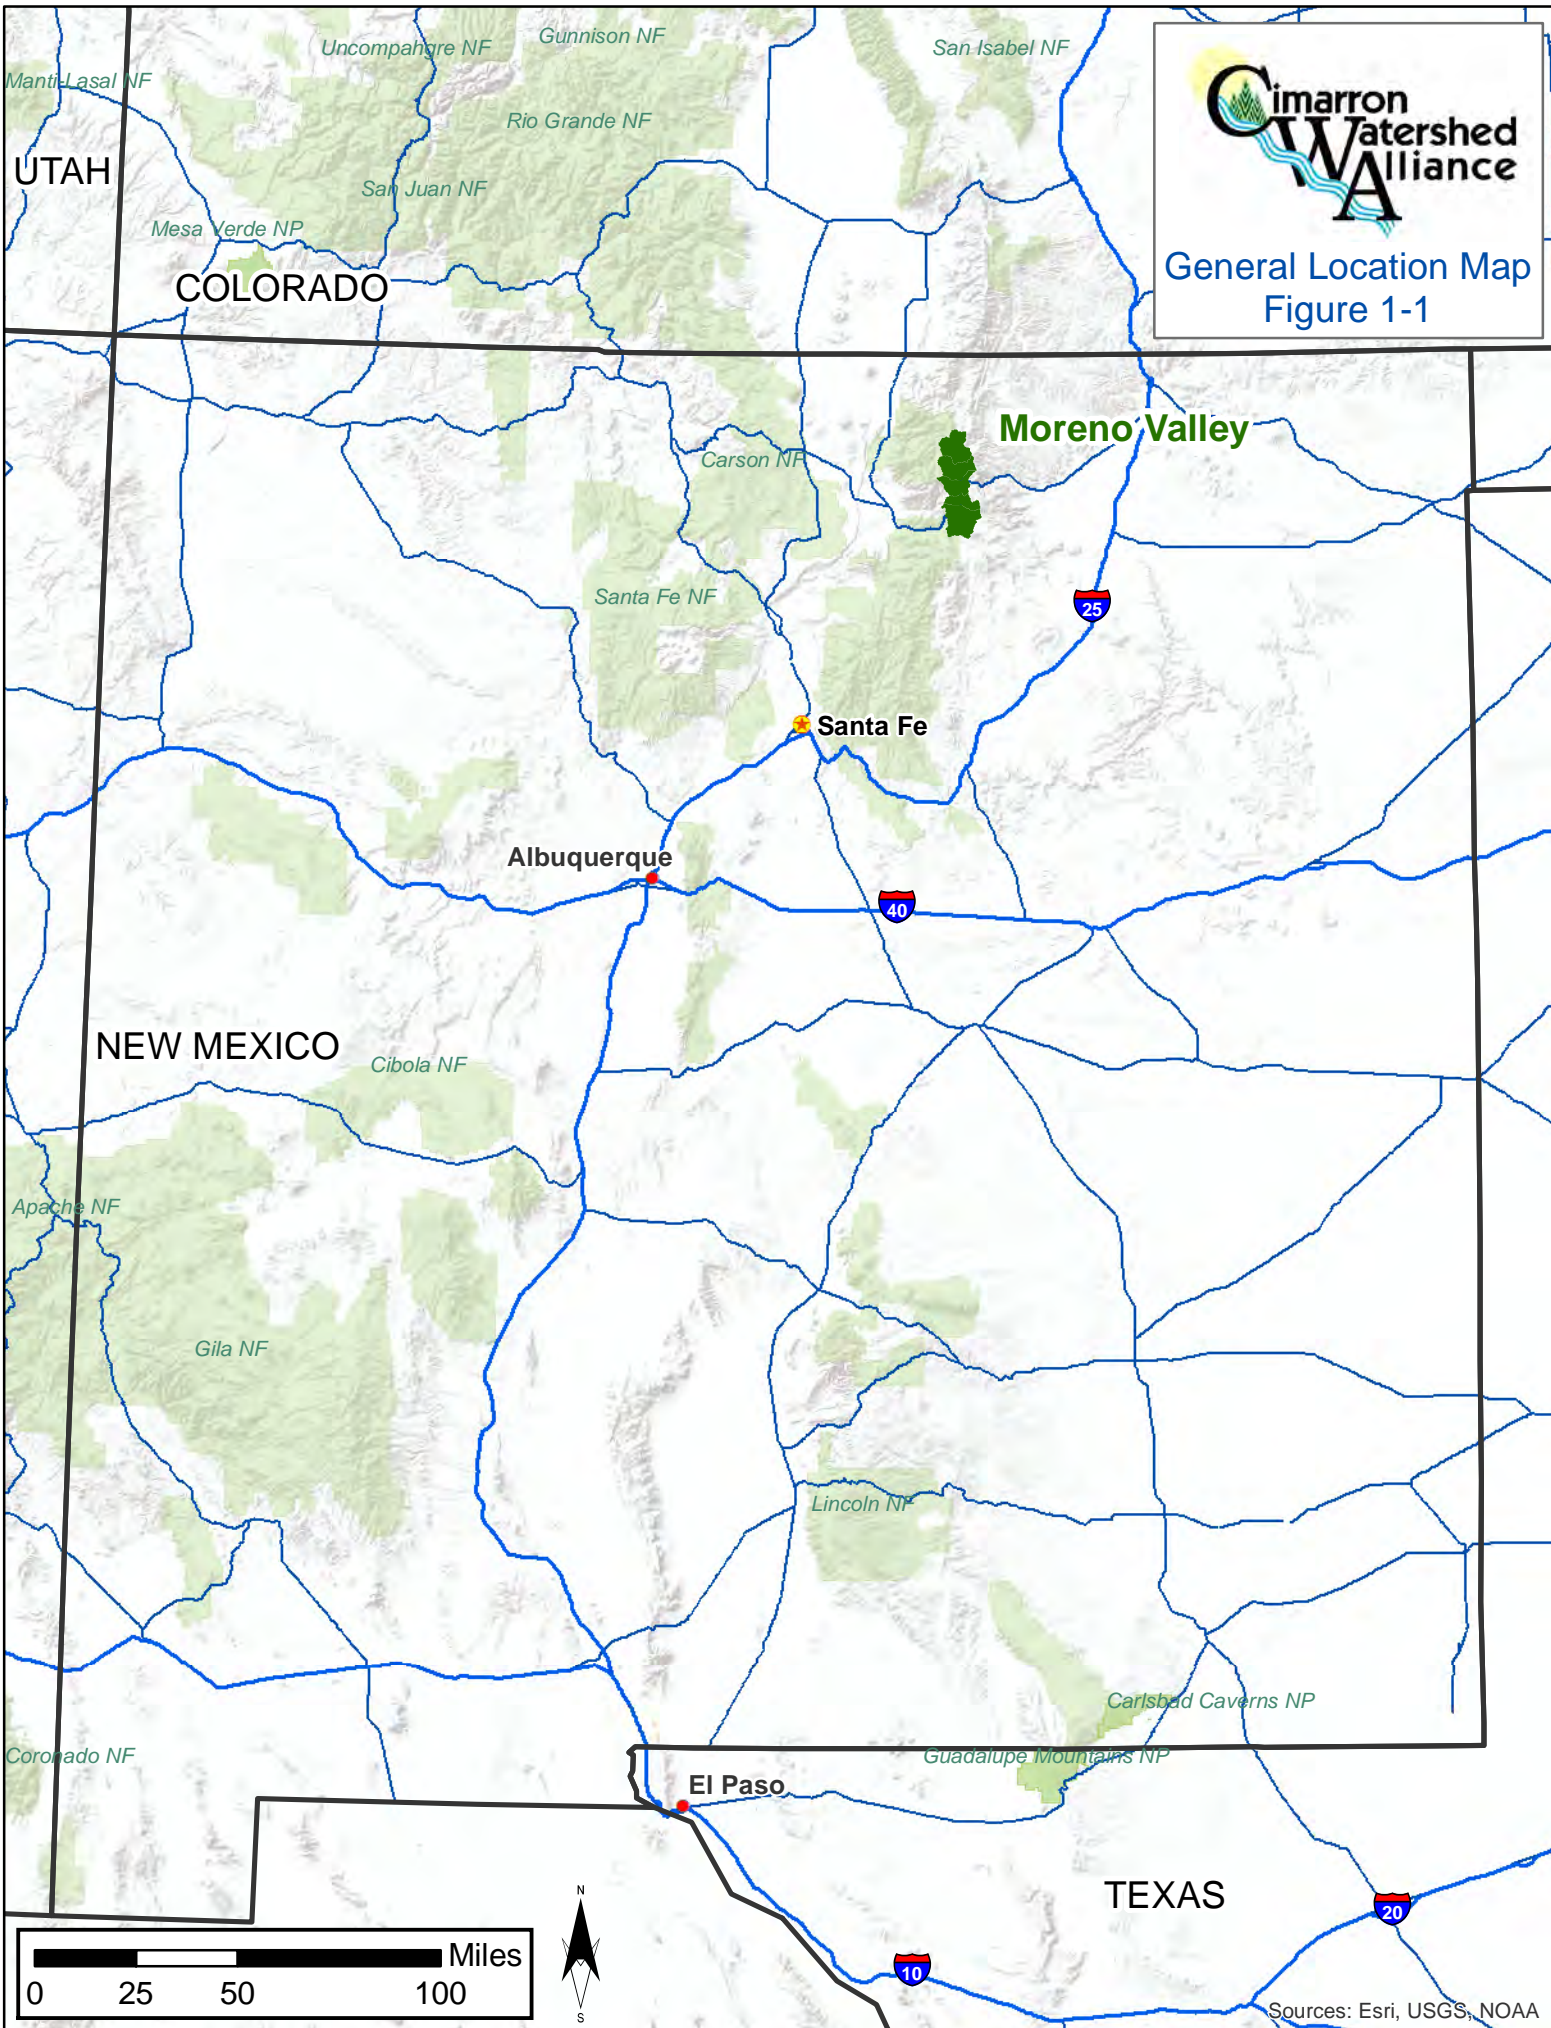 Uncompahgre NF
Gunnison NF
San Isabel NF
Manti-Lasal NF
Rio Grande NF
UTAH
San Juan NF
Mesa Verde NP
COLORADO
Cimarron
Watershed
Alliance
General Location Map
Figure 1-1
Moreno Valley
Carson NF
Santa Fe NF
25
Santa Fe
Albuquerque
40
NEW MEXICO
Cibola NF
Apache NF
Gila NF
Lincoln NF
Carlsbad Caverns NP
Coronado NF
Guadalupe Mountains NP
El Paso
TEXAS
20
10
N
S
Miles
0 25 50 100
Sources: Esri, USGS, NOAA